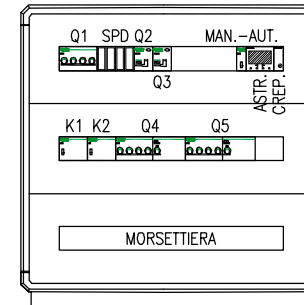 Q1 SPD Q2 MAN.-AUT.
Q3
ASTR.
CREP.
K1 K2 Q4 Q5
MORSETTIERA